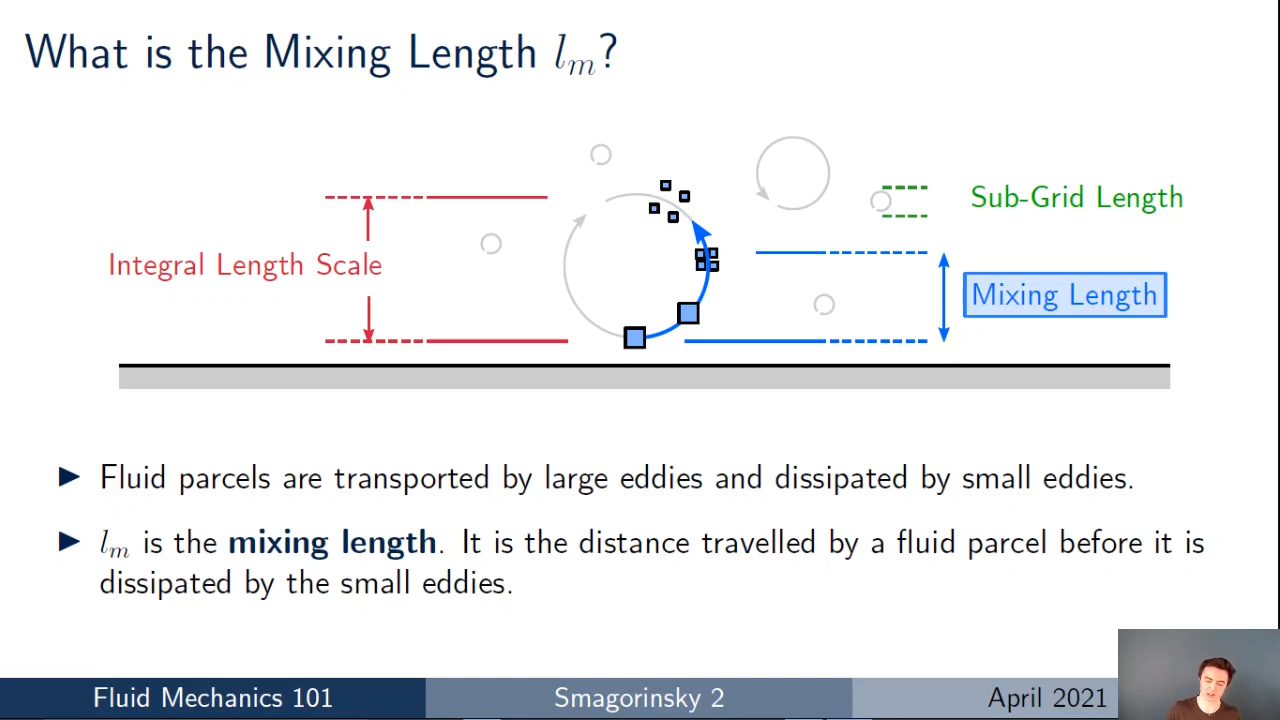 What is the Mixing Length lₘ?
Sub-Grid Length
Integral Length Scale
Mixing Length
Fluid parcels are transported by large eddies and dissipated by small eddies.
lₘ is the mixing length. It is the distance travelled by a fluid parcel before it is
dissipated by the small eddies.
Fluid Mechanics 101
Smagorinsky 2
April 2021